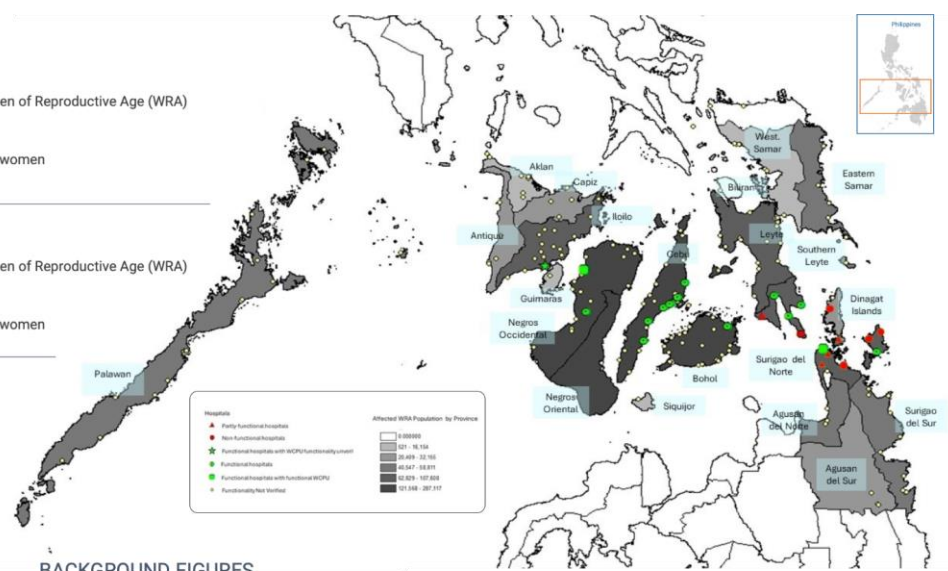 Philippines
en of Reproductive Age (WRA)
women
en of Reproductive Age (WRA)
women
West.
Samar
Aklan
Capiz
Eastern
Samar
Biliran
Iloilo
Antique
Leyte
Cebu
Southern
Leyte
Guimaras
Dinagat
Islands
Negros
Occidental
Surigao del
Norte
Palawan
Bohol
Negros
Oriental
Siquijor
Agusan
del Norte
Surigao
del Sur
Agusan
del Sur
Hospitals
Partly functional hospitals
Non-functional hospitals
Functional hospitals
Functional hospitals with functional WCPU
Functionality Not Verified
Affected WRA Population by Province
0.000000
BACKGROUND FIGURES